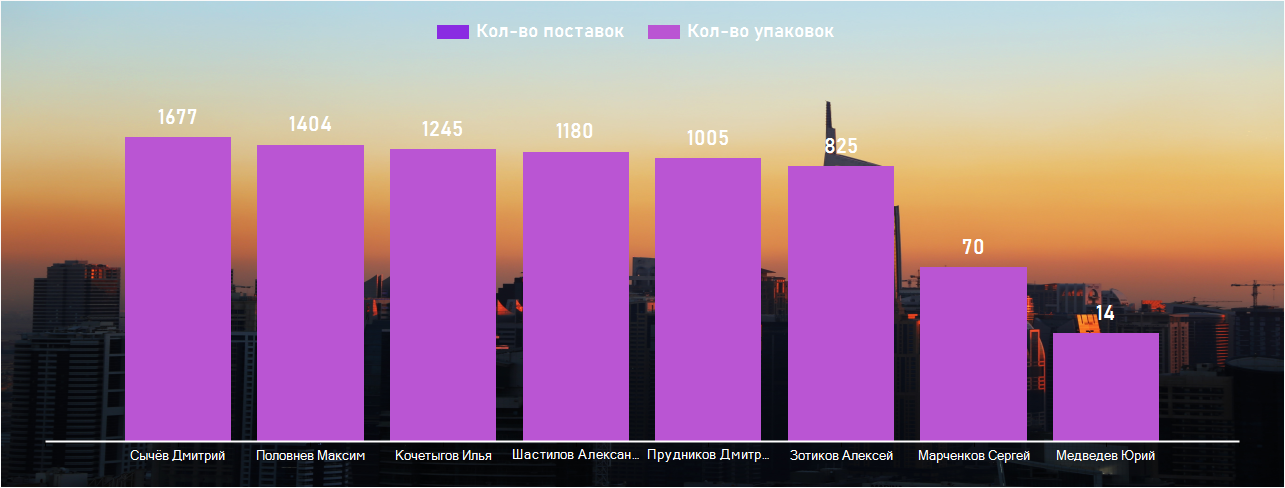 Кол-во поставок Кол-во упаковок
1677 1404 1245 1180 1005 825 70 14
Сычёв Дмитрий Половнев Максим Кочетыгов Илья Шастилов Алексан... Прудников Дмитр... Зотиков Алексей Марченков Сергей Медведев Юрий